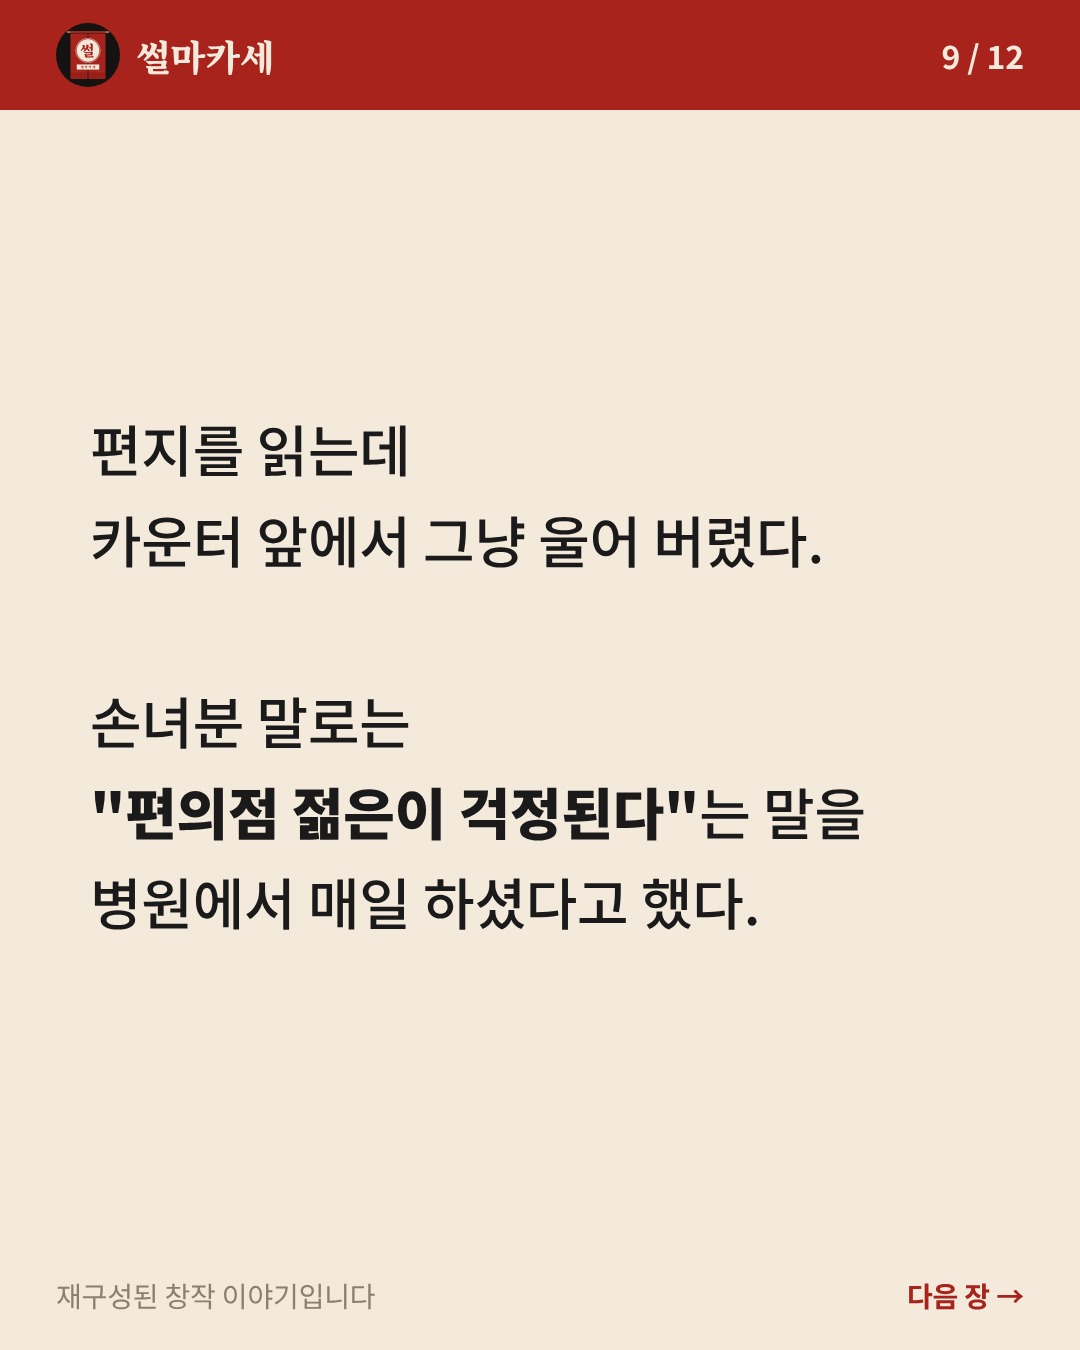 썰
썰마카세
9 / 12
편지를 읽는데
카운터 앞에서 그냥 울어 버렸다.
손녀분 말로는
"편의점 젊은이 걱정된다"는 말을
병원에서 매일 하셨다고 했다.
재구성된 창작 이야기입니다
다음 장 →